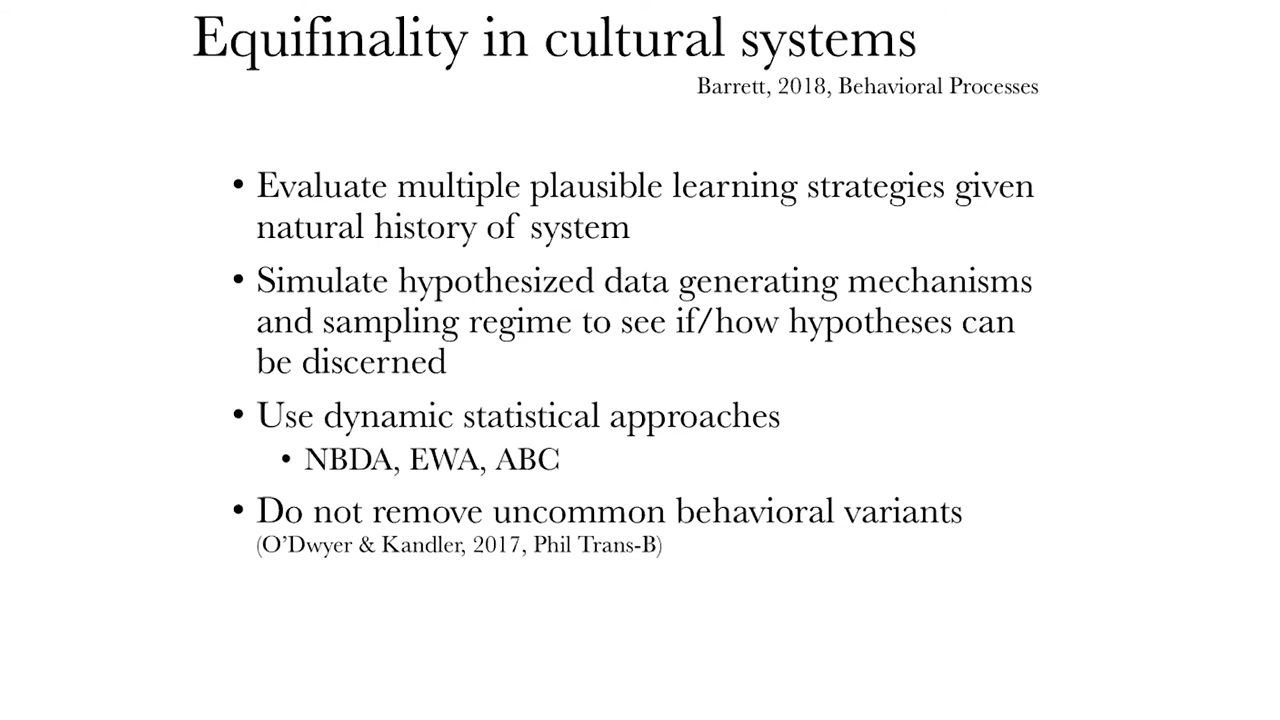 Equifinality in cultural systems
Barrett, 2018, Behavioral Processes
• Evaluate multiple plausible learning strategies given
natural history of system
• Simulate hypothesized data generating mechanisms
and sampling regime to see if/how hypotheses can
be discerned
• Use dynamic statistical approaches
• NBDA, EWA, ABC
• Do not remove uncommon behavioral variants
(O’Dwyer & Kandler, 2017, Phil Trans-B)